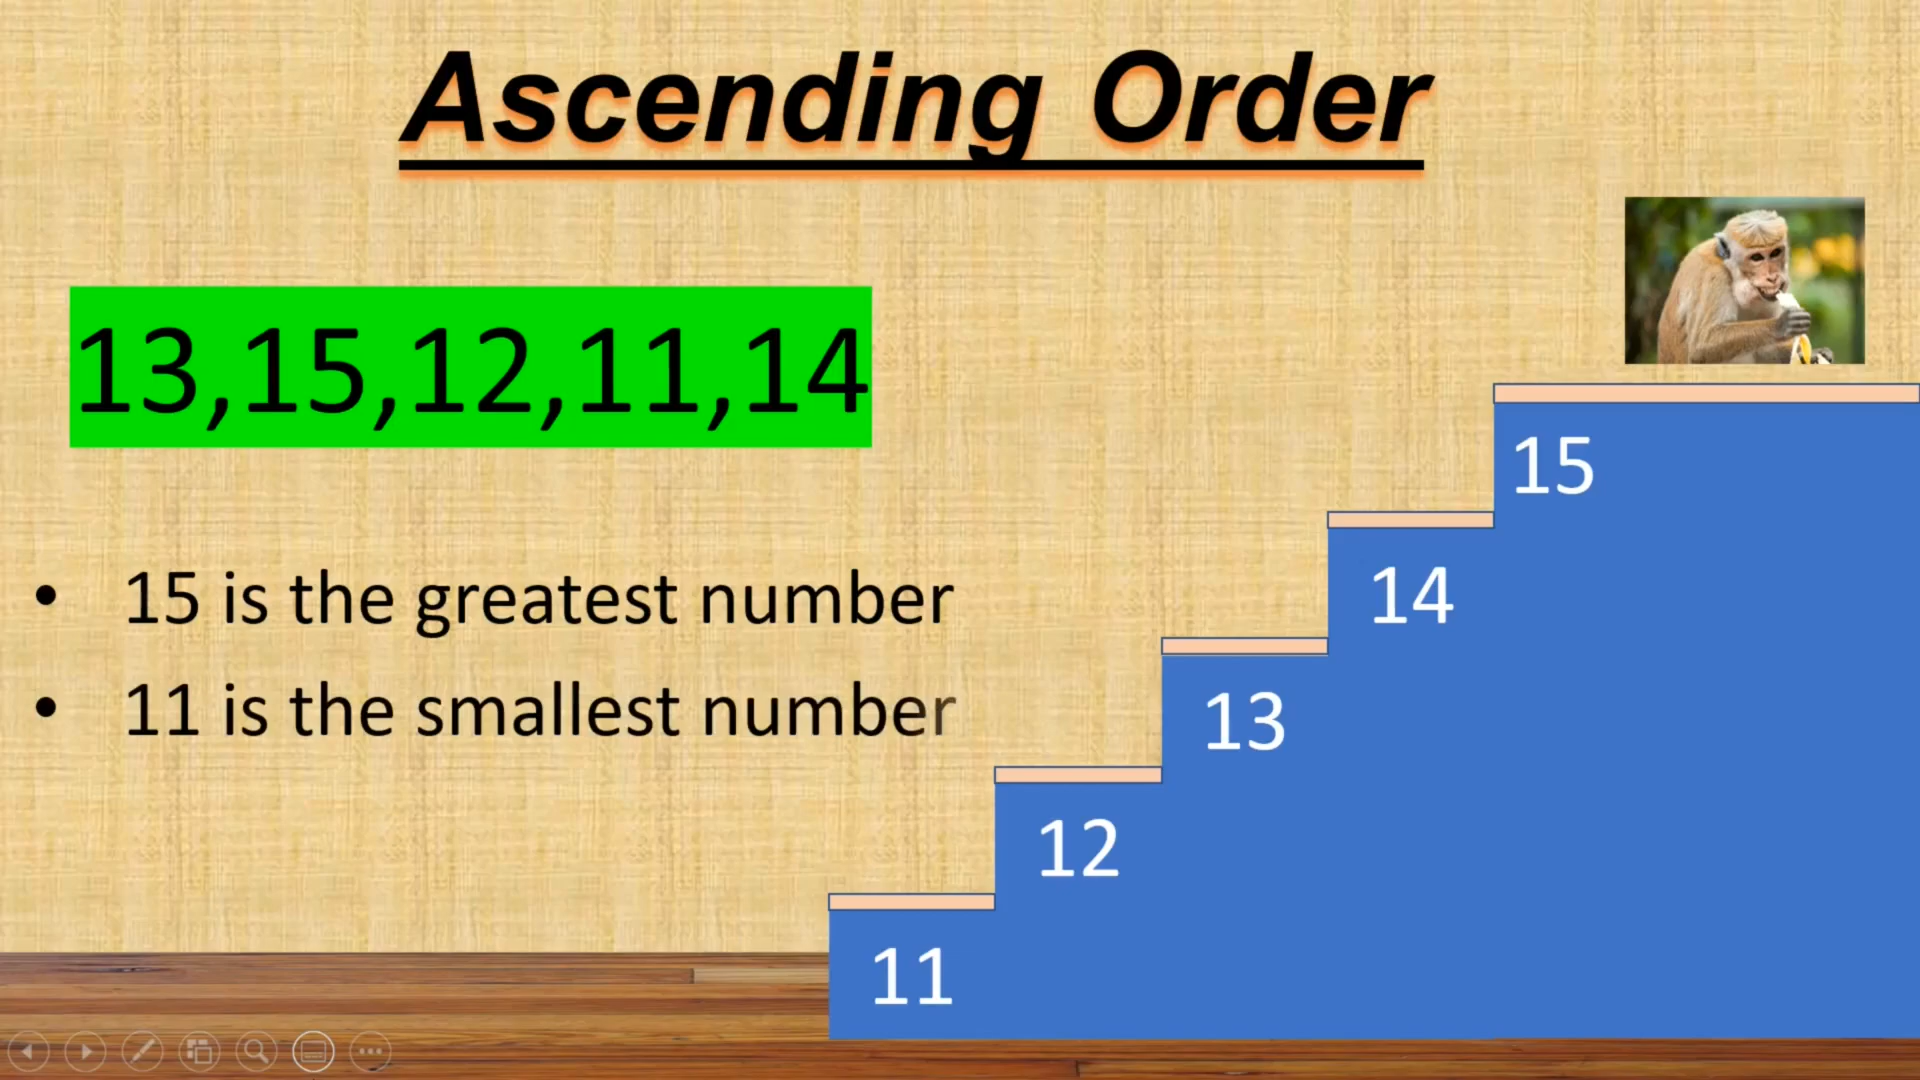 Ascending Order
13,15,12,11,14
• 15 is the greatest number
• 11 is the smallest number
15
14
13
12
11